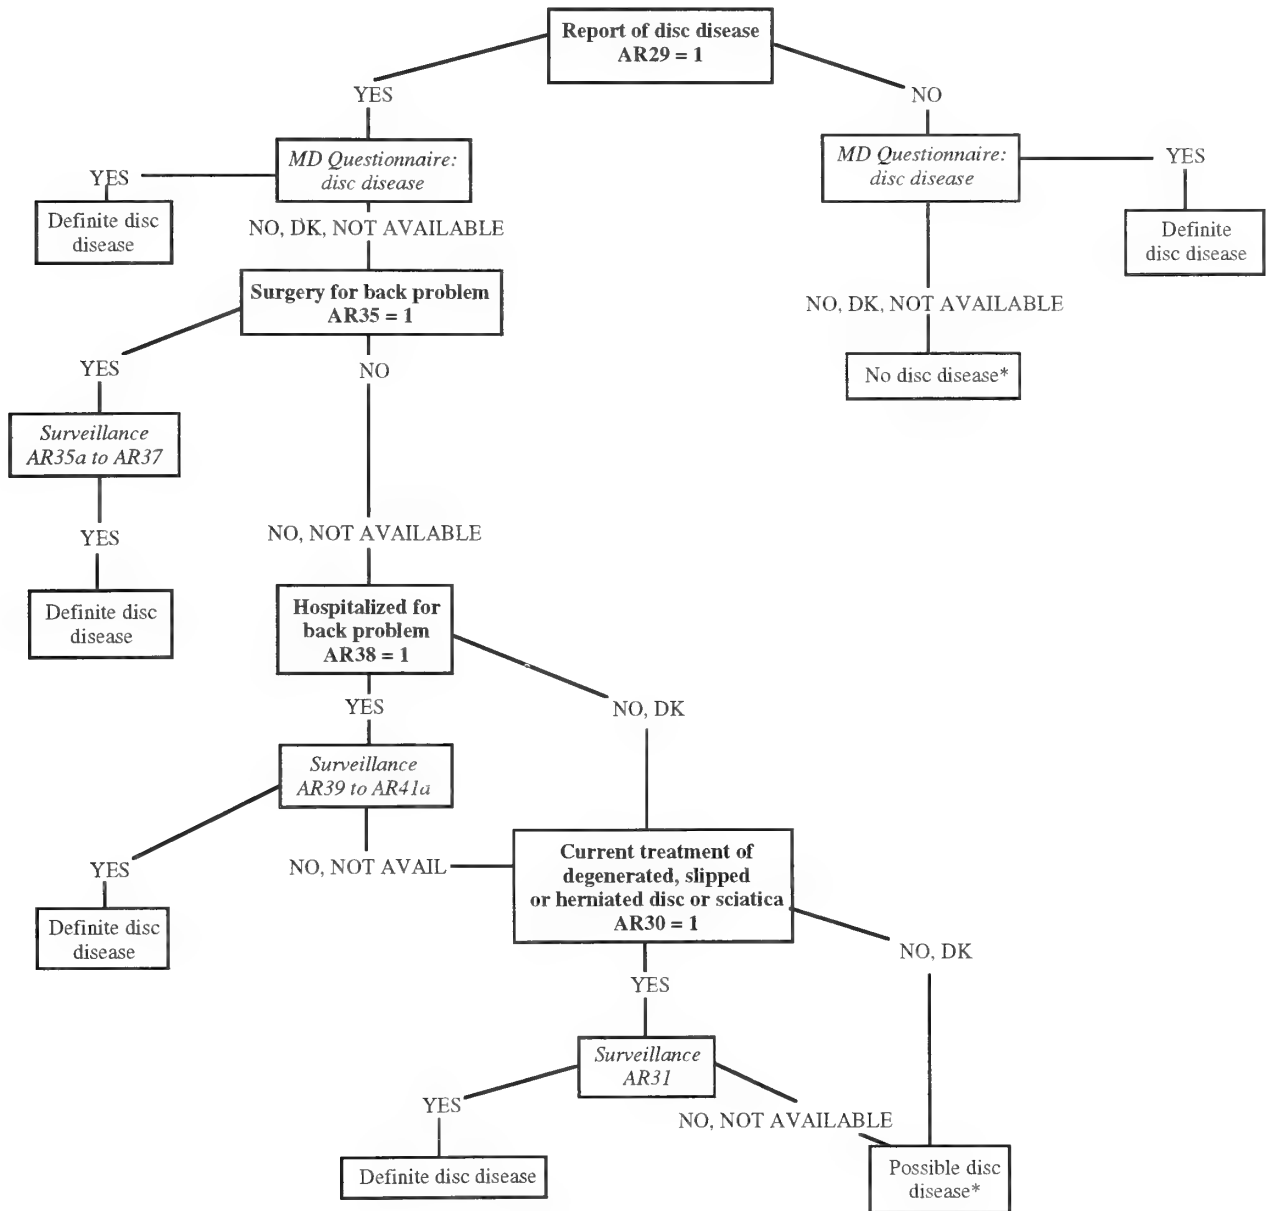 Report of disc disease
AR29 = 1
YES
NO
MD Questionnaire:
disc disease
MD Questionnaire:
disc disease
YES
YES
Definite disc
disease
NO, DK, NOT AVAILABLE
Definite
disc disease
Surgery for back problem
AR35 = 1
NO, DK, NOT AVAILABLE
YES
NO
No disc disease*
Surveillance
AR35a to AR37
YES
NO, NOT AVAILABLE
Definite disc
disease
Hospitalized for
back problem
AR38 = 1
YES
NO, DK
Surveillance
AR39 to AR41a
YES
NO, NOT AVAIL
Current treatment of
degenerated, slipped
or herniated disc or sciatica
AR30 = 1
Definite disc
disease
NO, DK
YES
Surveillance
AR31
YES
NO, NOT AVAILABLE
Definite disc disease
Possible disc
disease*